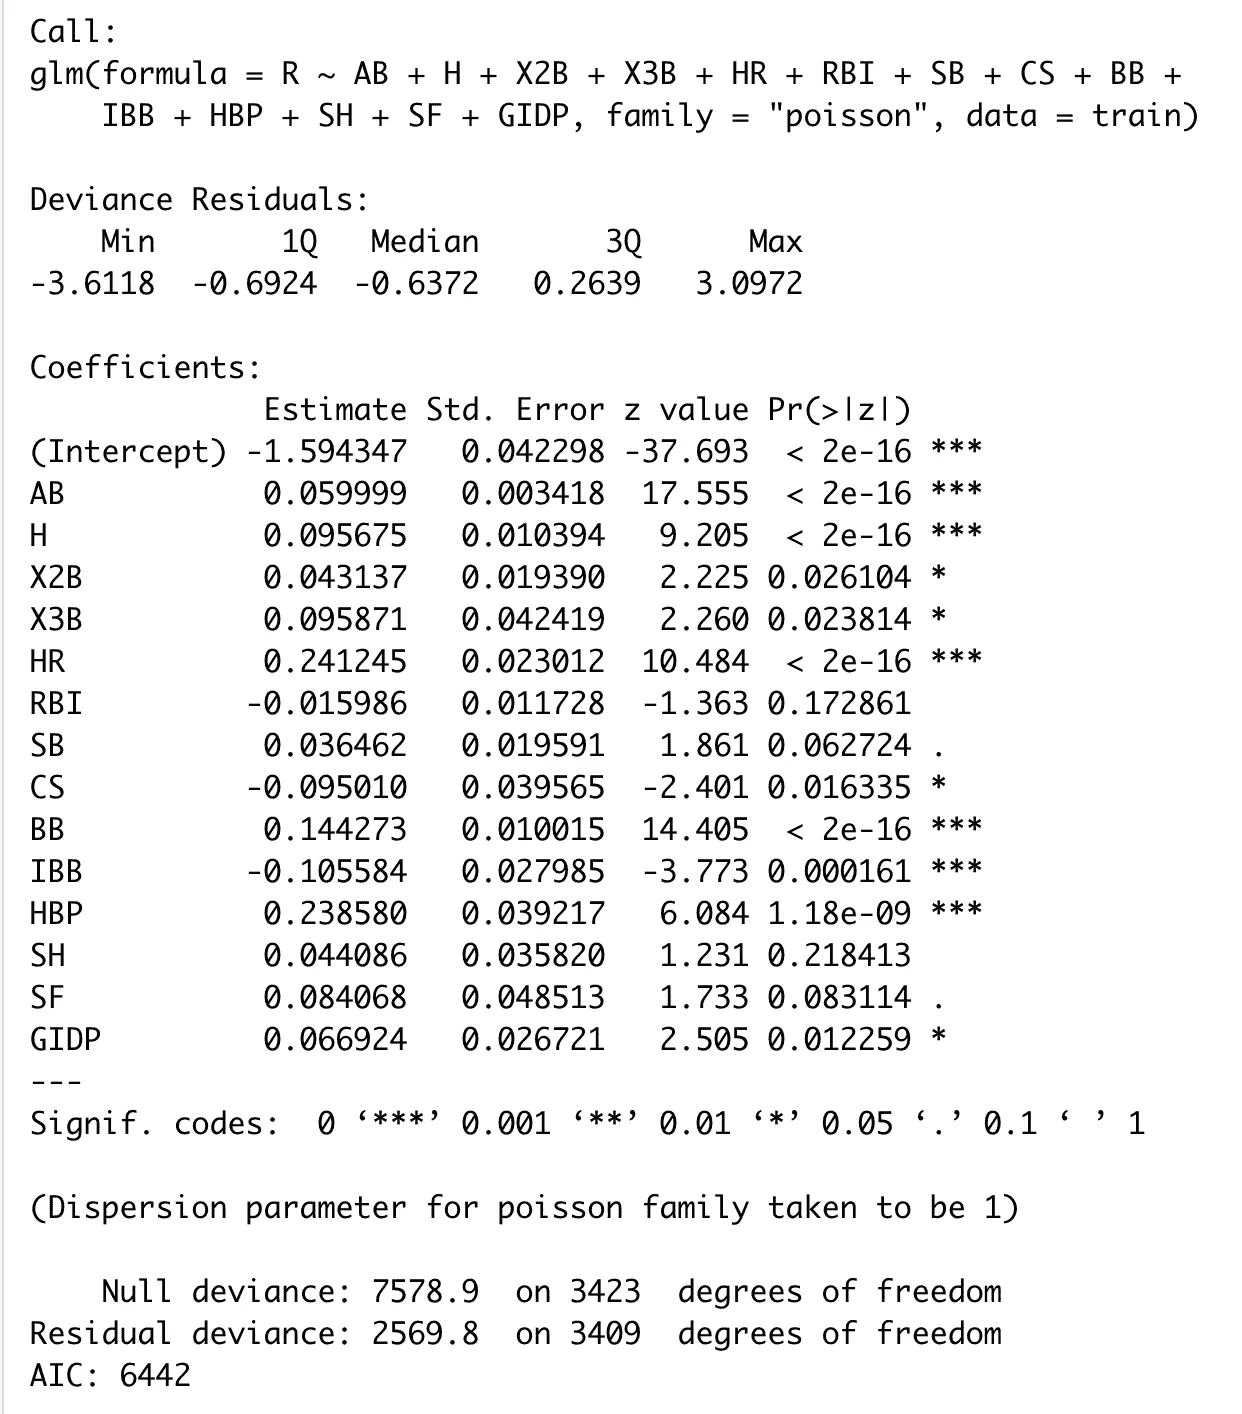 Call:
glm(formula = R ~ AB + H + X2B + X3B + HR + RBI + SB + CS + BB +
    IBB + HBP + SH + SF + GIDP, family = "poisson", data = train)

Deviance Residuals:
    Min       1Q   Median       3Q      Max
-3.6118  -0.6924  -0.6372   0.2639   3.0972

Coefficients:
             Estimate Std. Error z value Pr(>|z|)
(Intercept) -1.594347   0.042298 -37.693  < 2e-16 ***
AB           0.059999   0.003418  17.555  < 2e-16 ***
H            0.095675   0.010394   9.205  < 2e-16 ***
X2B          0.043137   0.019390   2.225 0.026104 *
X3B          0.095871   0.042419   2.260 0.023814 *
HR           0.241245   0.023012  10.484  < 2e-16 ***
RBI         -0.015986   0.011728  -1.363 0.172861
SB           0.036462   0.019591   1.861 0.062724 .
CS          -0.095010   0.039565  -2.401 0.016335 *
BB           0.144273   0.010015  14.405  < 2e-16 ***
IBB         -0.105584   0.027985  -3.773 0.000161 ***
HBP          0.238580   0.039217   6.084 1.18e-09 ***
SH           0.044086   0.035820   1.231 0.218413
SF           0.084068   0.048513   1.733 0.083114 .
GIDP         0.066924   0.026721   2.505 0.012259 *
---
Signif. codes:  0 ‘***’ 0.001 ‘**’ 0.01 ‘*’ 0.05 ‘.’ 0.1 ‘ ’ 1

(Dispersion parameter for poisson family taken to be 1)

    Null deviance: 7578.9  on 3423  degrees of freedom
Residual deviance: 2569.8  on 3409  degrees of freedom
AIC: 6442